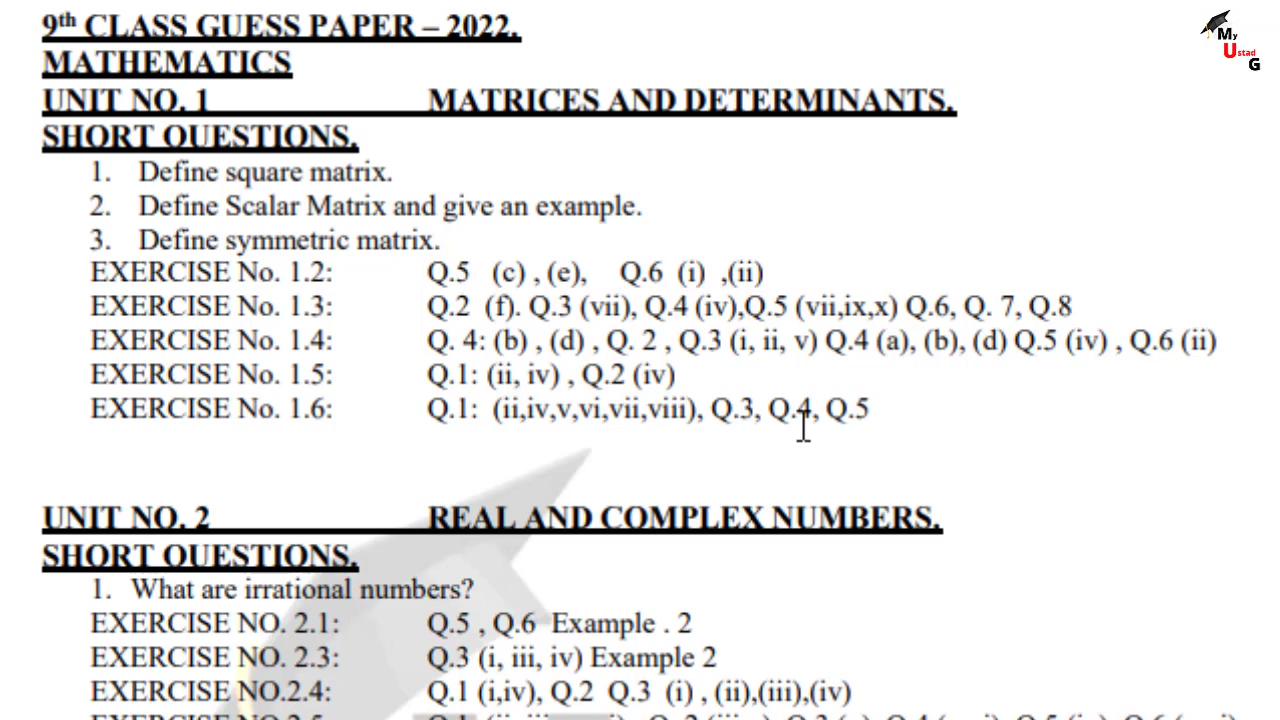 9th CLASS GUESS PAPER – 2022.
My
Ustad
G
MATHEMATICS
UNIT NO. 1 MATRICES AND DETERMINANTS.
SHORT QUESTIONS.
1. Define square matrix.
2. Define Scalar Matrix and give an example.
3. Define symmetric matrix.
EXERCISE No. 1.2: Q.5 (c) , (e), Q.6 (i) ,(ii)
EXERCISE No. 1.3: Q.2 (f). Q.3 (vii), Q.4 (iv),Q.5 (vii,ix,x) Q.6, Q. 7, Q.8
EXERCISE No. 1.4: Q. 4: (b) , (d) , Q. 2 , Q.3 (i, ii, v) Q.4 (a), (b), (d) Q.5 (iv) , Q.6 (ii)
EXERCISE No. 1.5: Q.1: (ii, iv) , Q.2 (iv)
EXERCISE No. 1.6: Q.1: (ii,iv,v,vi,vii,viii), Q.3, Q.4, Q.5
UNIT NO. 2 REAL AND COMPLEX NUMBERS.
SHORT QUESTIONS.
1. What are irrational numbers?
EXERCISE NO. 2.1: Q.5 , Q.6 Example . 2
EXERCISE NO. 2.3: Q.3 (i, iii, iv) Example 2
EXERCISE NO.2.4: Q.1 (i,iv), Q.2 Q.3 (i) , (ii),(iii),(iv)